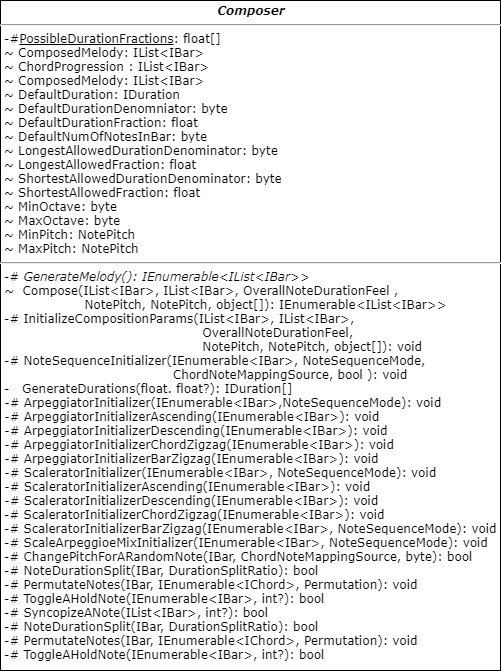 Composer
-#PossibleDurationFractions: float[]
~ ComposedMelody: IList<IBar>
~ ChordProgression : IList<IBar>
~ ComposedMelody: IList<IBar>
~ DefaultDuration: IDuration
~ DefaultDurationDenomniator: byte
~ DefaultDurationFraction: float
~ DefaultNumOfNotesInBar: byte
~ LongestAllowedDurationDenominator: byte
~ LongestAllowedFraction: float
~ ShortestAllowedDurationDenominator: byte
~ ShortestAllowedFraction: float
~ MinOctave: byte
~ MaxOctave: byte
~ MinPitch: NotePitch
~ MaxPitch: NotePitch
-# GenerateMelody(): IEnumerable<IList<IBar>>
~ Compose(IList<IBar>, IList<IBar>, OverallNoteDurationFeel ,
NotePitch, NotePitch, object[]): IEnumerable<IList<IBar>>
-# InitializeCompositionParams(IList<IBar>, IList<IBar>,
OverallNoteDurationFeel,
NotePitch, NotePitch, object[]): void
-# NoteSequenceInitializer(IEnumerable<IBar>, NoteSequenceMode,
ChordNoteMappingSource, bool ): void
- GenerateDurations(float. float?): IDuration[]
-# ArpeggiatorInitializer(IEnumerable<IBar>,NoteSequenceMode): void
-# ArpeggiatorInitializerAscending(IEnumerable<IBar>): void
-# ArpeggiatorInitializerDescending(IEnumerable<IBar>): void
-# ArpeggiatorInitializerChordZigzag(IEnumerable<IBar>): void
-# ArpeggiatorInitializerBarZigzag(IEnumerable<IBar>): void
-# ScaleratorInitializer(IEnumerable<IBar>, NoteSequenceMode): void
-# ScaleratorInitializerAscending(IEnumerable<IBar>): void
-# ScaleratorInitializerDescending(IEnumerable<IBar>): void
-# ScaleratorInitializerChordZigzag(IEnumerable<IBar>): void
-# ScaleratorInitializerBarZigzag(IEnumerable<IBar>, NoteSequenceMode): void
-# ScaleArpeggioeMixInitializer(IEnumerable<IBar>, NoteSequenceMode): void
-# ChangePitchForARandomNote(IBar, ChordNoteMappingSource, byte): bool
-# NoteDurationSplit(IBar, DurationSplitRatio): bool
-# PermutateNotes(IBar, IEnumerable<IChord>, Permutation): void
-# ToggleAHoldNote(IEnumerable<IBar>, int?): bool
-# SyncopizeANote(IList<IBar>, int?): bool
-# NoteDurationSplit(IBar, DurationSplitRatio): bool
-# PermutateNotes(IBar, IEnumerable<IChord>, Permutation): void
-# ToggleAHoldNote(IEnumerable<IBar>, int?): bool